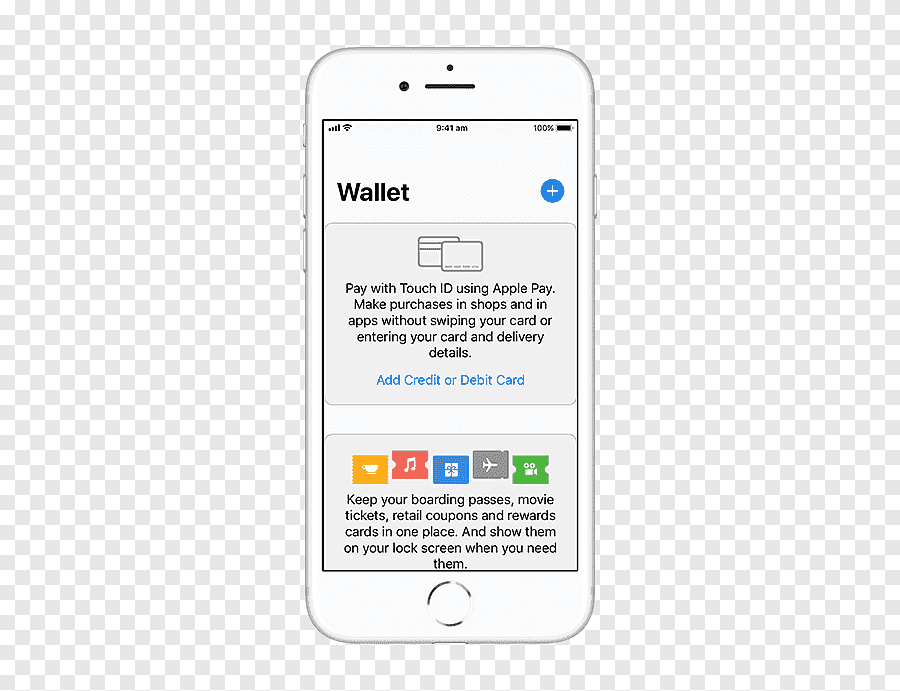 9:41 am
100%
Wallet
Pay with Touch ID using Apple Pay.
Make purchases in shops and in
apps without swiping your card or
entering your card and delivery
details.
Add Credit or Debit Card
Keep your boarding passes, movie
tickets, retail coupons and rewards
cards in one place. And show them
on your lock screen when you need
them.